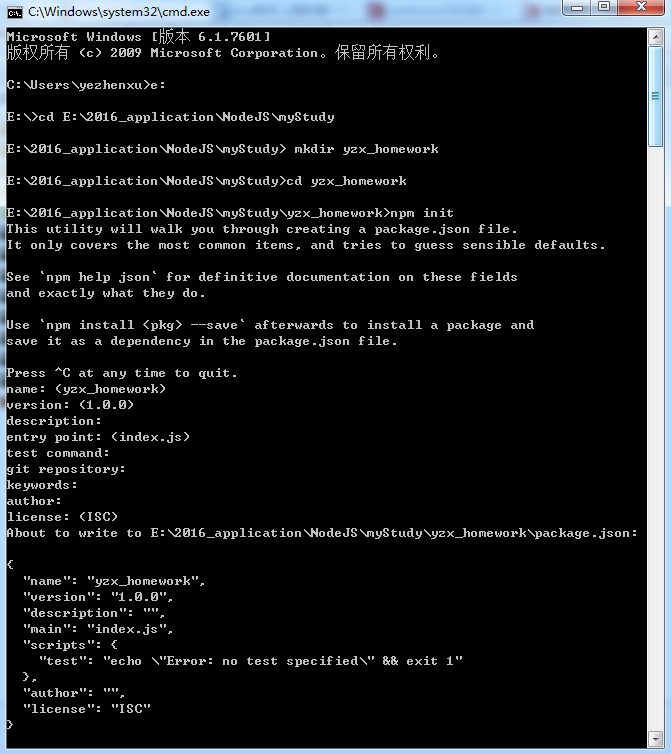 C:\Windows\system32\cmd.exe
Microsoft Windows [版本 6.1.7601]
版权所有 (c) 2009 Microsoft Corporation。保留所有权利。
C:\Users\yezhenxu>e:
E:\>cd E:\2016_application\NodeJS\myStudy
E:\2016_application\NodeJS\myStudy> mkdir yzx_homework
E:\2016_application\NodeJS\myStudy>cd yzx_homework
E:\2016_application\NodeJS\myStudy\yzx_homework>npm init
This utility will walk you through creating a package.json file.
It only covers the most common items, and tries to guess sensible defaults.
See `npm help json` for definitive documentation on these fields
and exactly what they do.
Use `npm install <pkg> --save` afterwards to install a package and
save it as a dependency in the package.json file.
Press ^C at any time to quit.
name: (yzx_homework)
version: (1.0.0)
description:
entry point: (index.js)
test command:
git repository:
keywords:
author:
license: (ISC)
About to write to E:\2016_application\NodeJS\myStudy\yzx_homework\package.json:
{
  "name": "yzx_homework",
  "version": "1.0.0",
  "description": "",
  "main": "index.js",
  "scripts": {
    "test": "echo \"Error: no test specified\" && exit 1"
  },
  "author": "",
  "license": "ISC"
}